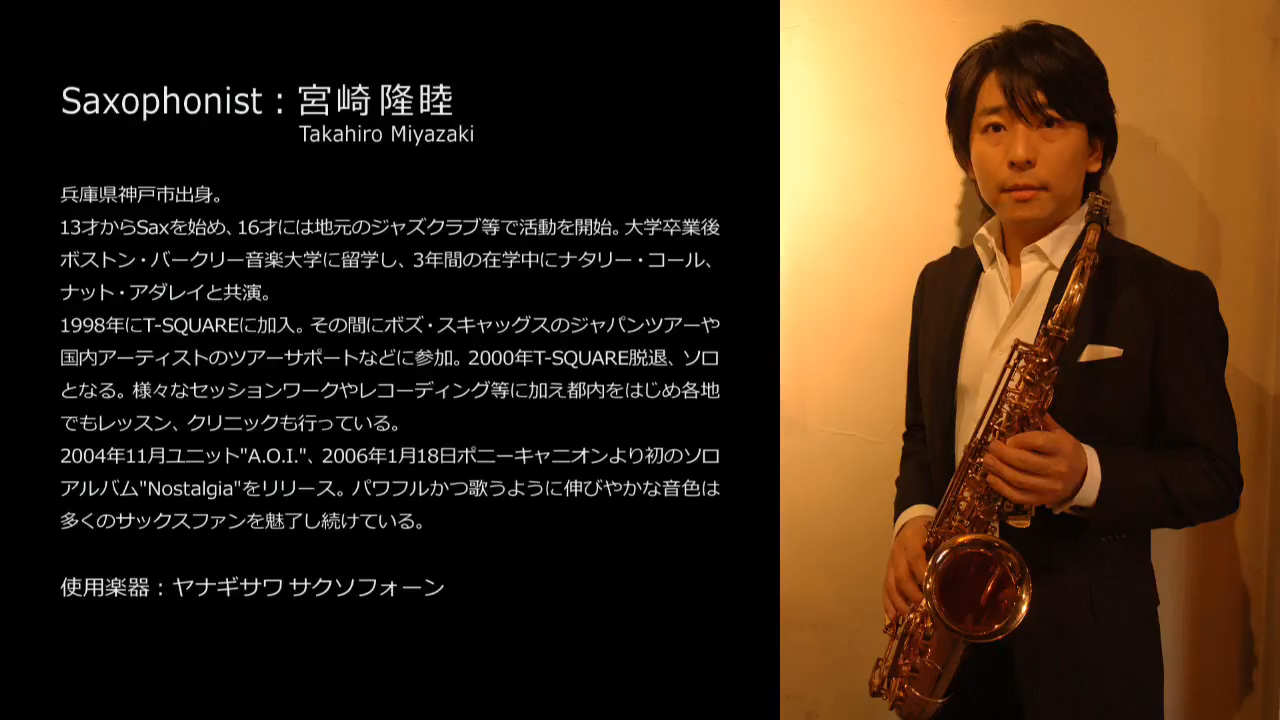 Saxophonist：宮崎 隆睦
Takahiro Miyazaki
兵庫県神戸市出身。
13才からSaxを始め、16才には地元のジャズクラブ等で活動を開始。大学卒業後
ボストン・バークリー音楽大学に留学し、3年間の在学中にナタリー・コール、
ナット・アダレイと共演。
1998年にT-SQUAREに加入。その間にボズ・スキャッグスのジャパンツアーや
国内アーティストのツアーサポートなどに参加。2000年T-SQUARE脱退、ソロ
となる。様々なセッションワークやレコーディング等に加え都内をはじめ各地
でもレッスン、クリニックも行っている。
2004年11月ユニット"A.O.I."、2006年1月18日ポニーキャニオンより初のソロ
アルバム"Nostalgia"をリリース。パワフルかつ歌うように伸びやかな音色は
多くのサックスファンを魅了し続けている。
使用楽器：ヤナギサワ サクソフォーン